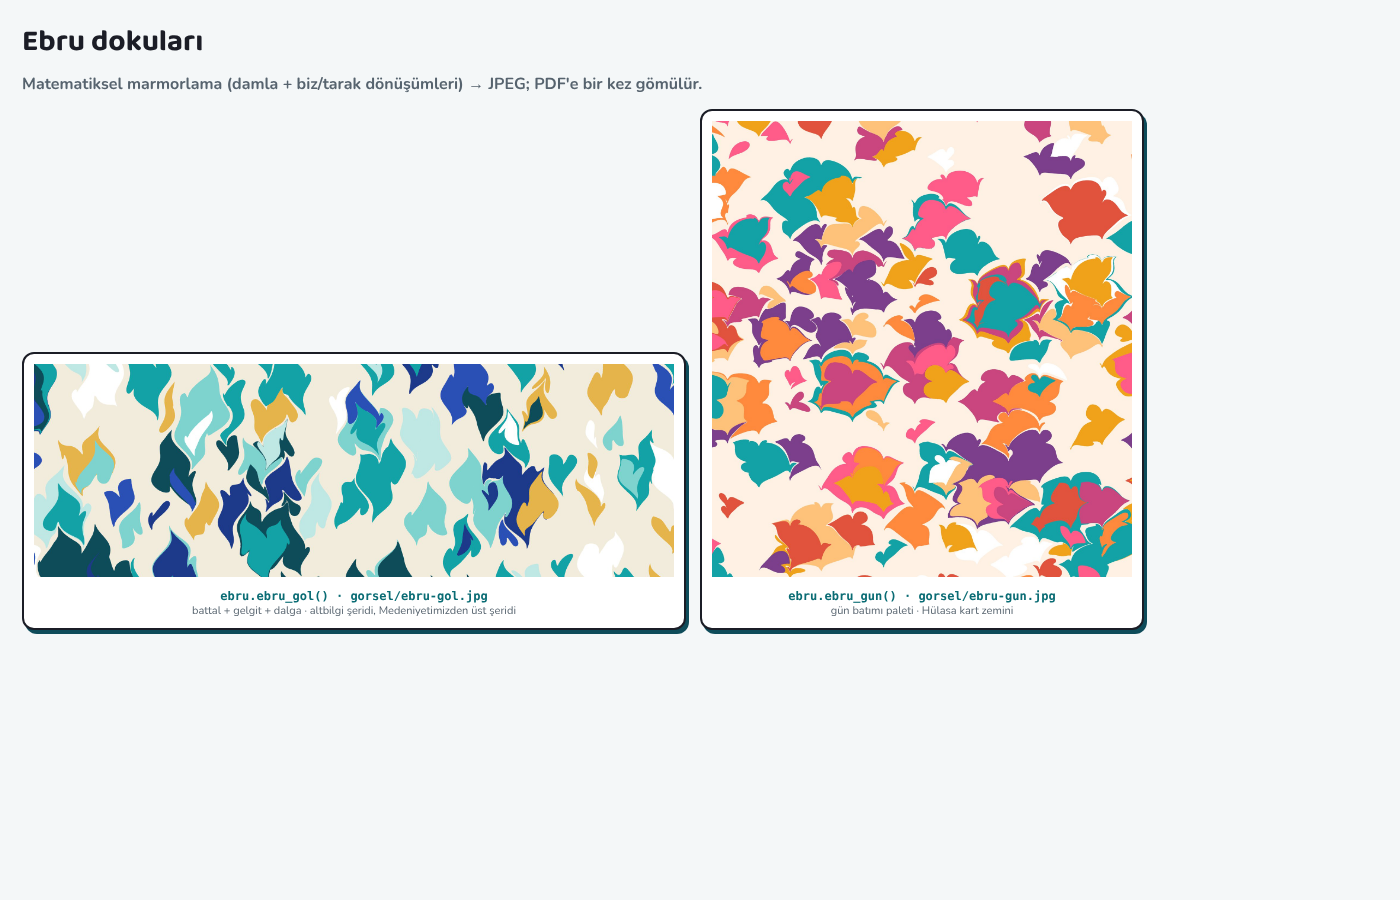 Ebru dokuları
Matematiksel marmorlama (damla + biz/tarak dönüşümleri) → JPEG; PDF'e bir kez gömülür.
ebru.ebru_gol() · gorsel/ebru-gol.jpg
battal + gelgit + dalga · altbilgi şeridi, Medeniyetimizden üst şeridi
ebru.ebru_gun() · gorsel/ebru-gun.jpg
gün batımı paleti · Hülasa kart zemini